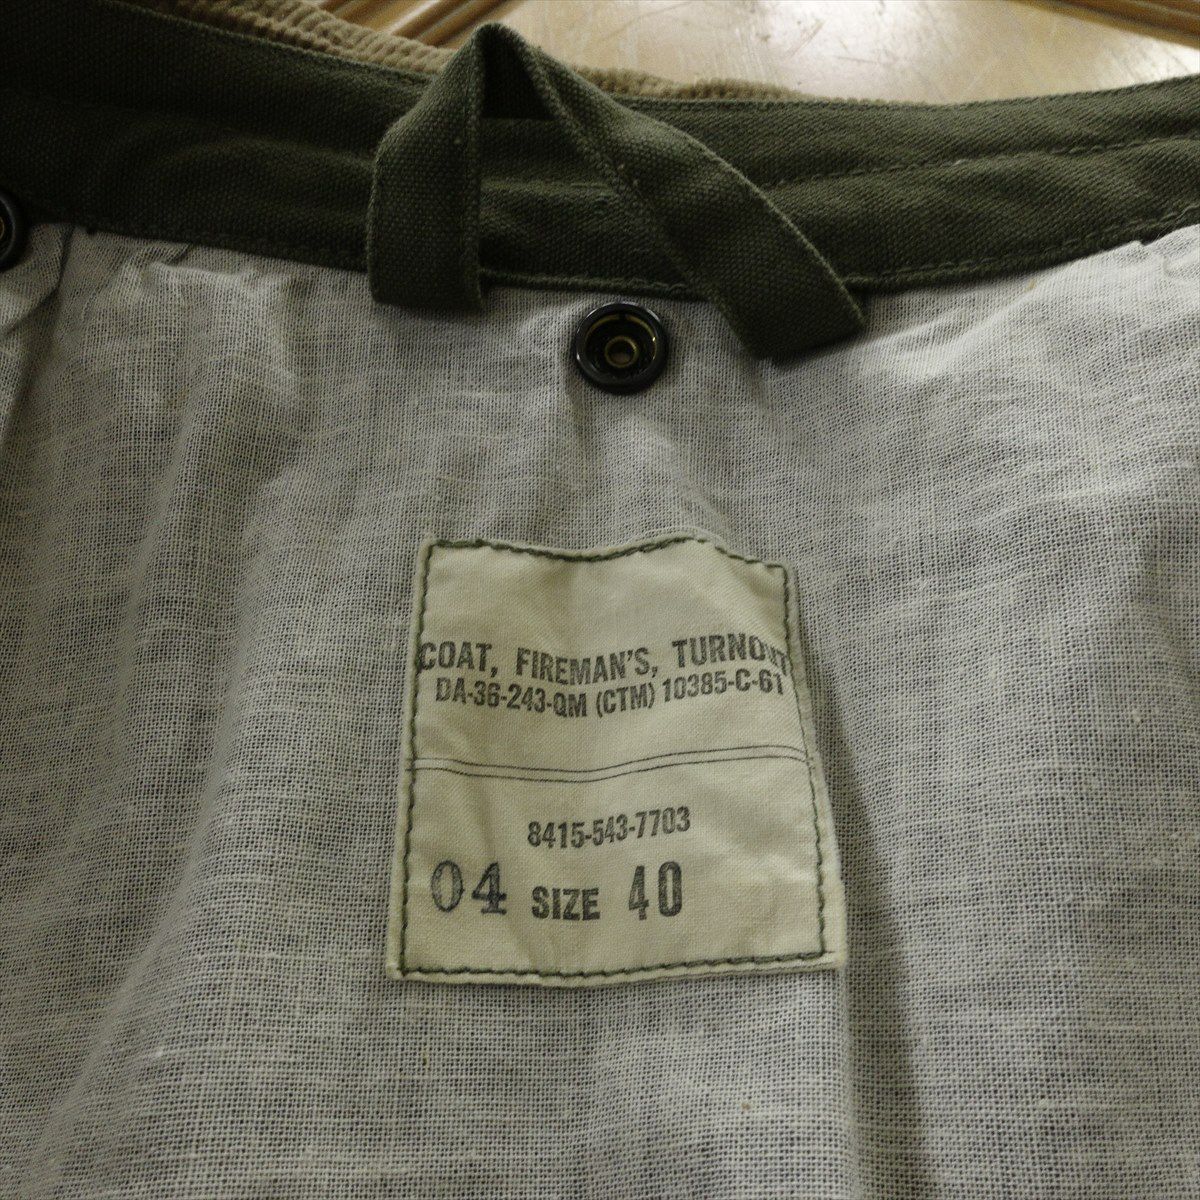 COAT, FIREMAN'S, TURNOUT
DA-36-243-QM (CTM) 10385-C-61
8415-543-7703
04 SIZE 40